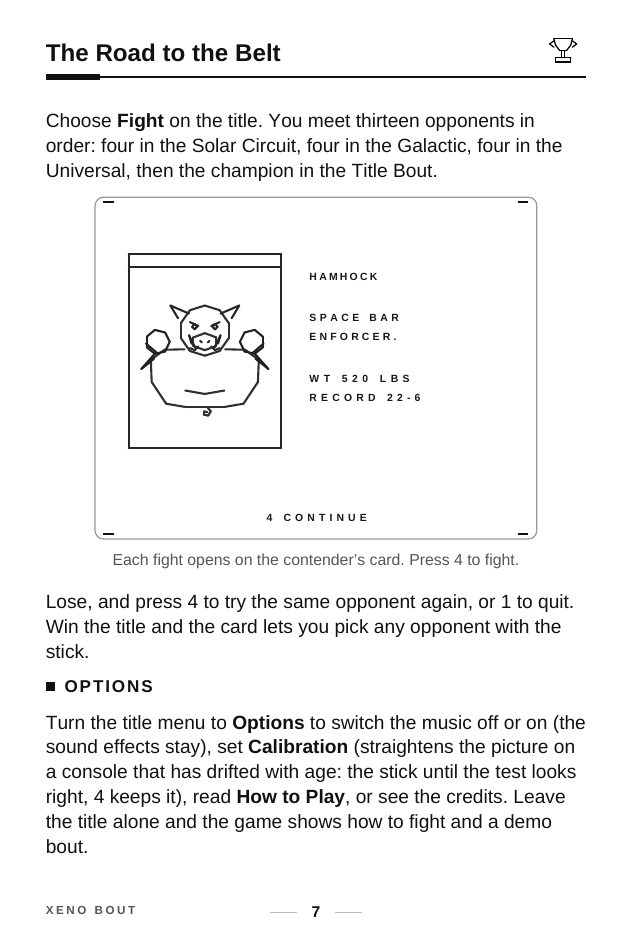 The Road to the Belt
Choose Fight on the title. You meet thirteen opponents in
order: four in the Solar Circuit, four in the Galactic, four in the
Universal, then the champion in the Title Bout.
HAMHOCK
SPACE BAR
ENFORCER.
WT 520 LBS
RECORD 22-6
4 CONTINUE
Each fight opens on the contender's card. Press 4 to fight.
Lose, and press 4 to try the same opponent again, or 1 to quit.
Win the title and the card lets you pick any opponent with the
stick.
OPTIONS
Turn the title menu to Options to switch the music off or on (the
sound effects stay), set Calibration (straightens the picture on
a console that has drifted with age: the stick until the test looks
right, 4 keeps it), read How to Play, or see the credits. Leave
the title alone and the game shows how to fight and a demo
bout.
XENO BOUT
7